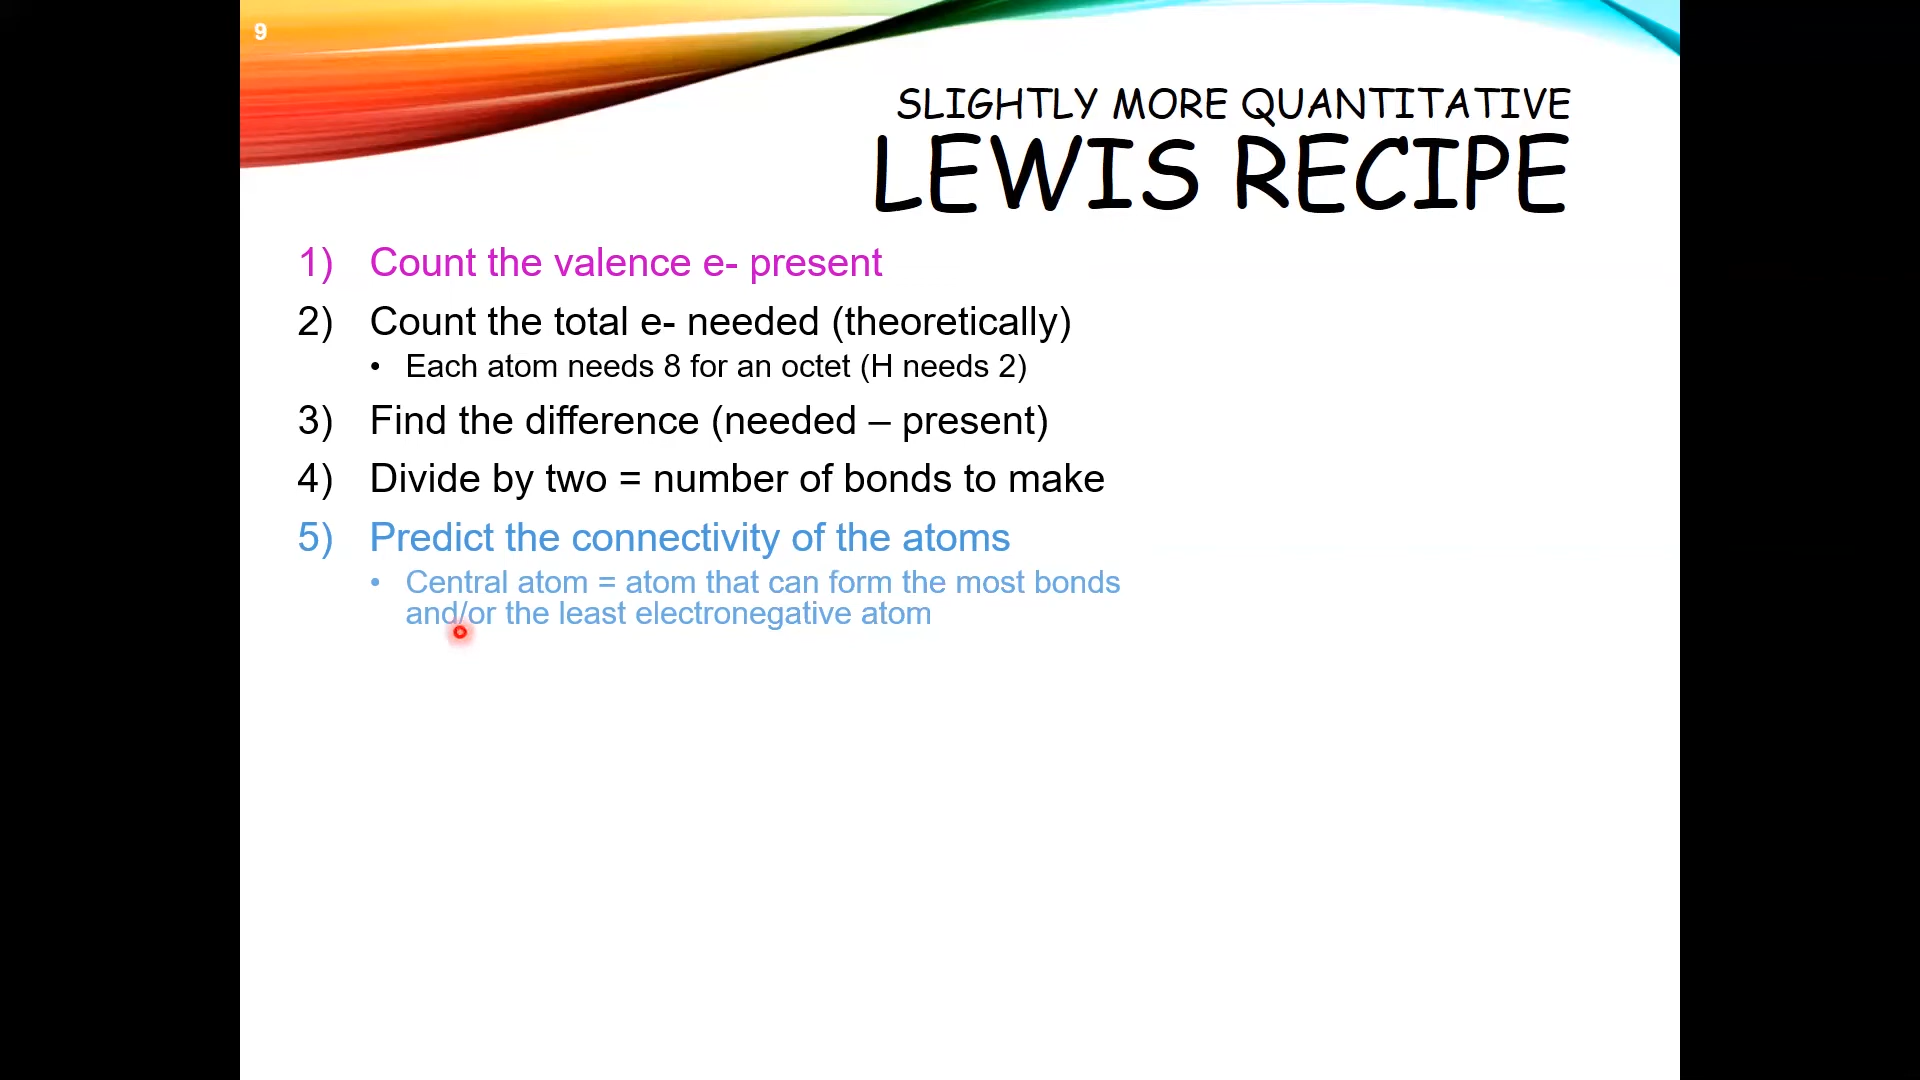 9
SLIGHTLY MORE QUANTITATIVE
LEWIS RECIPE
1) Count the valence e- present
2) Count the total e- needed (theoretically)
• Each atom needs 8 for an octet (H needs 2)
3) Find the difference (needed – present)
4) Divide by two = number of bonds to make
5) Predict the connectivity of the atoms
• Central atom = atom that can form the most bonds
and/or the least electronegative atom